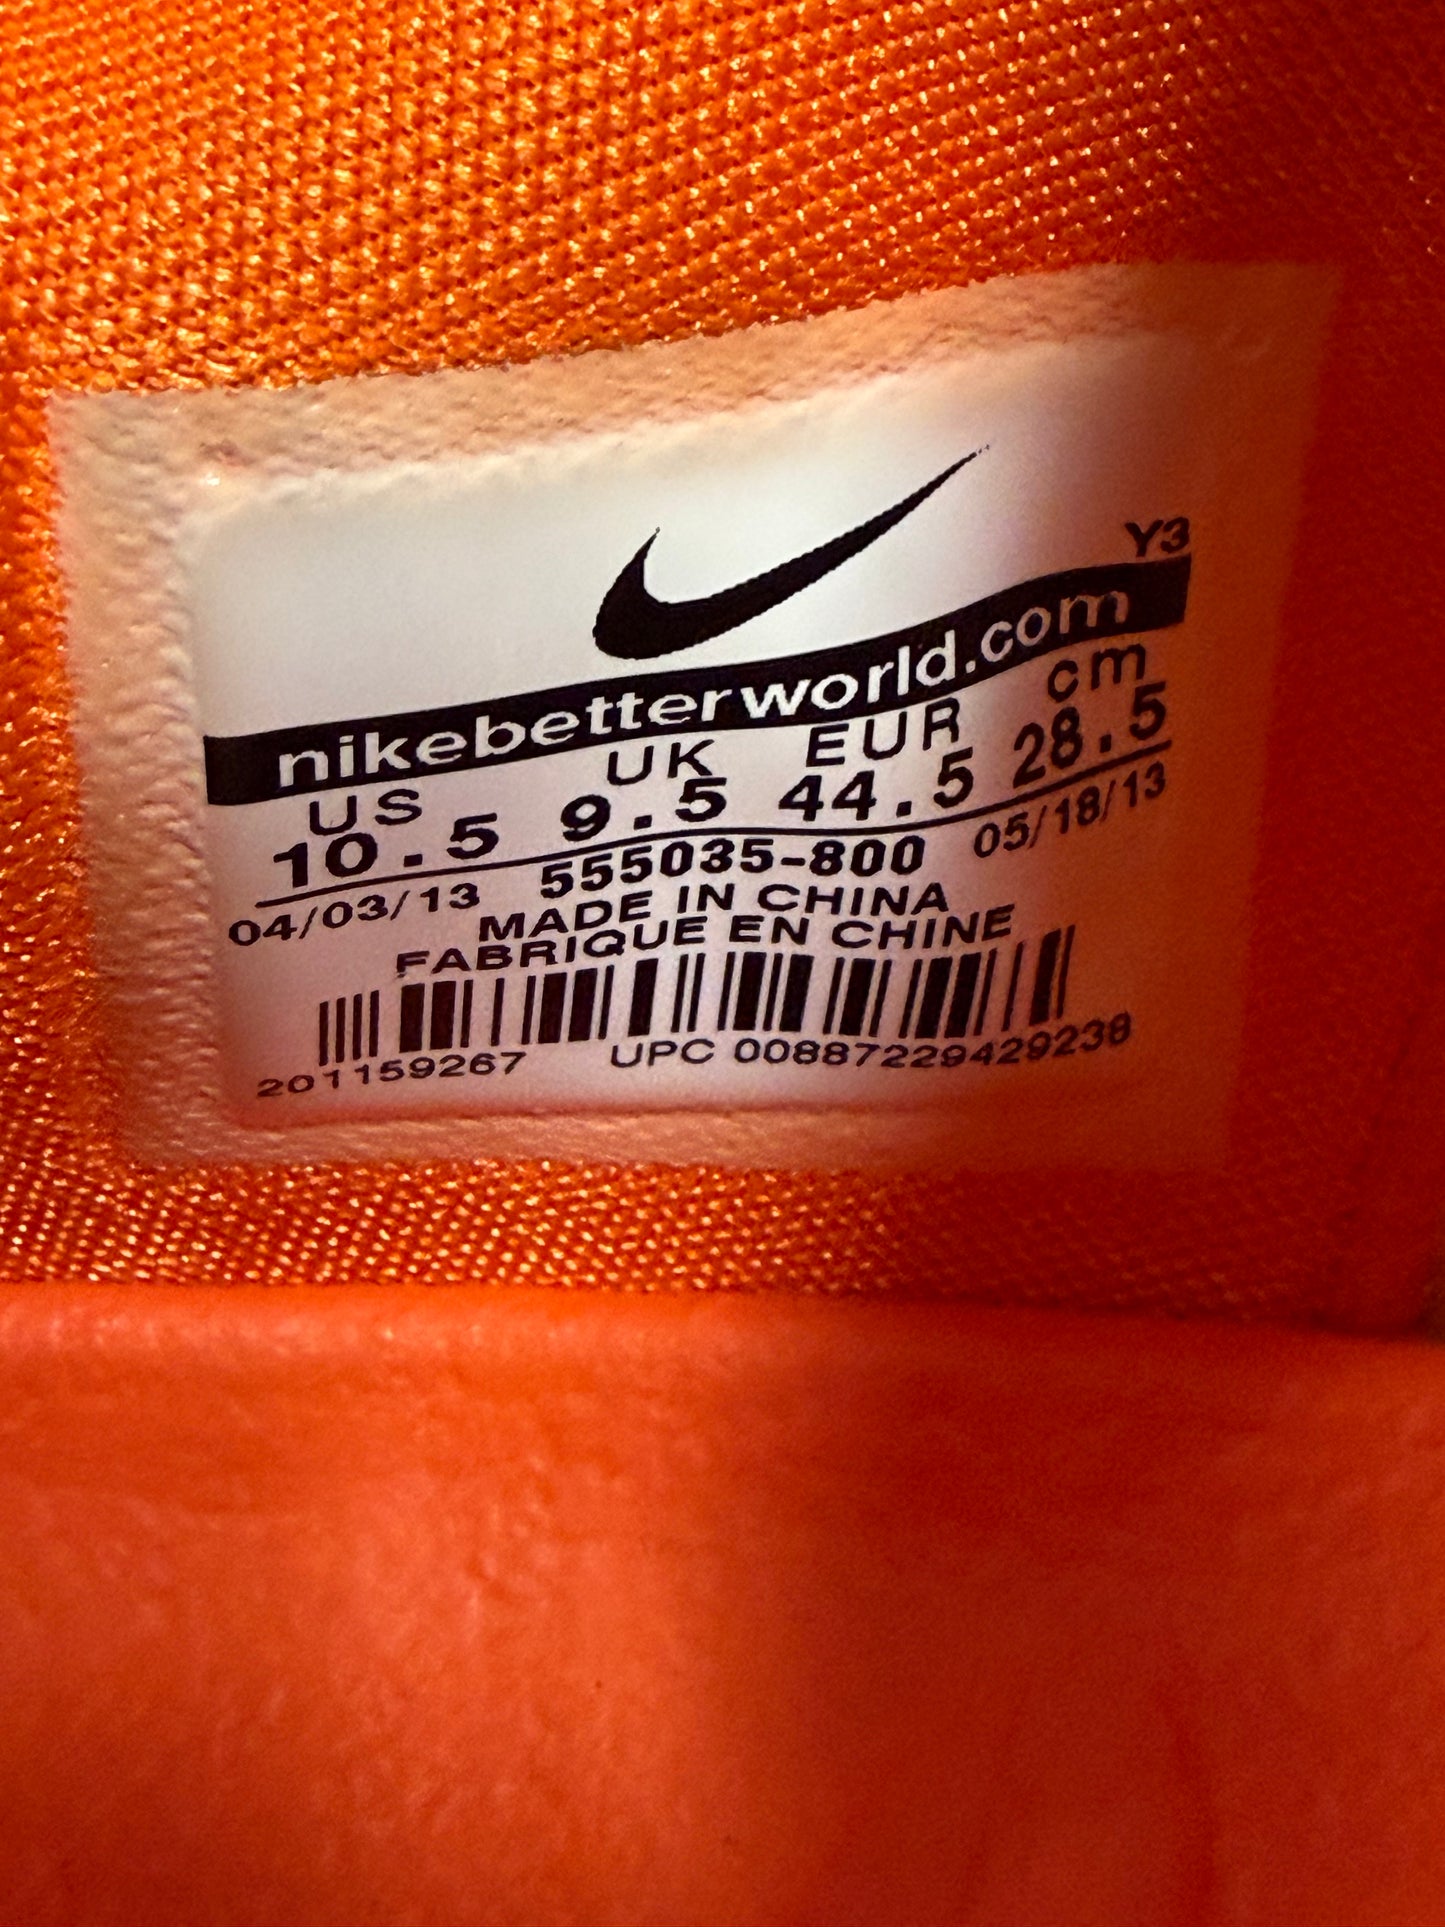 Y3
nikebetterworld.com
US UK EUR cm
10.5 9.5 44.5 28.5
04/03/13 555035-800 05/18/13
MADE IN CHINA
FABRIQUE EN CHINE
201159267 UPC 00887229429238